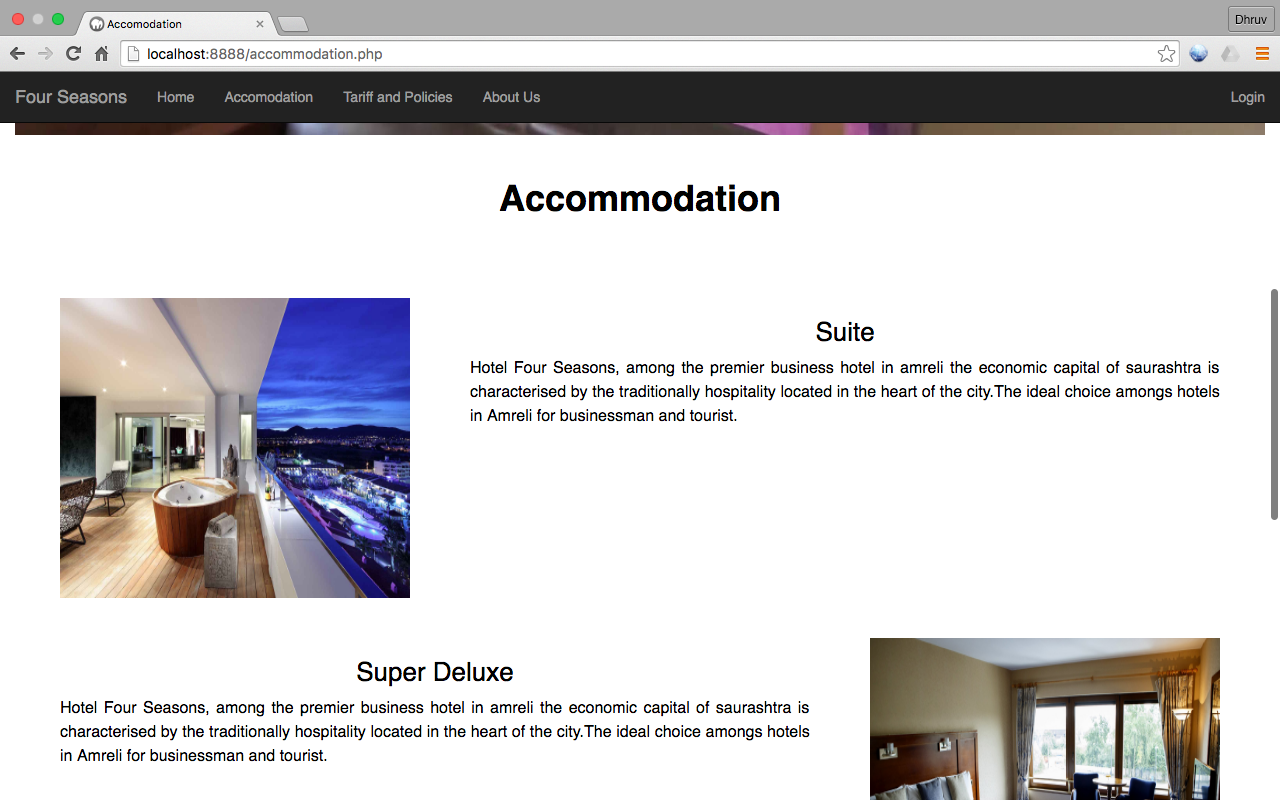 Accomodation
Dhruv
localhost:8888/accommodation.php
Four Seasons Home Accomodation Tariff and Policies About Us Login
Accommodation
Suite
Hotel Four Seasons, among the premier business hotel in amreli the economic capital of saurashtra is
characterised by the traditionally hospitality located in the heart of the city.The ideal choice amongs hotels
in Amreli for businessman and tourist.
Super Deluxe
Hotel Four Seasons, among the premier business hotel in amreli the economic capital of saurashtra is
characterised by the traditionally hospitality located in the heart of the city.The ideal choice amongs hotels
in Amreli for businessman and tourist.